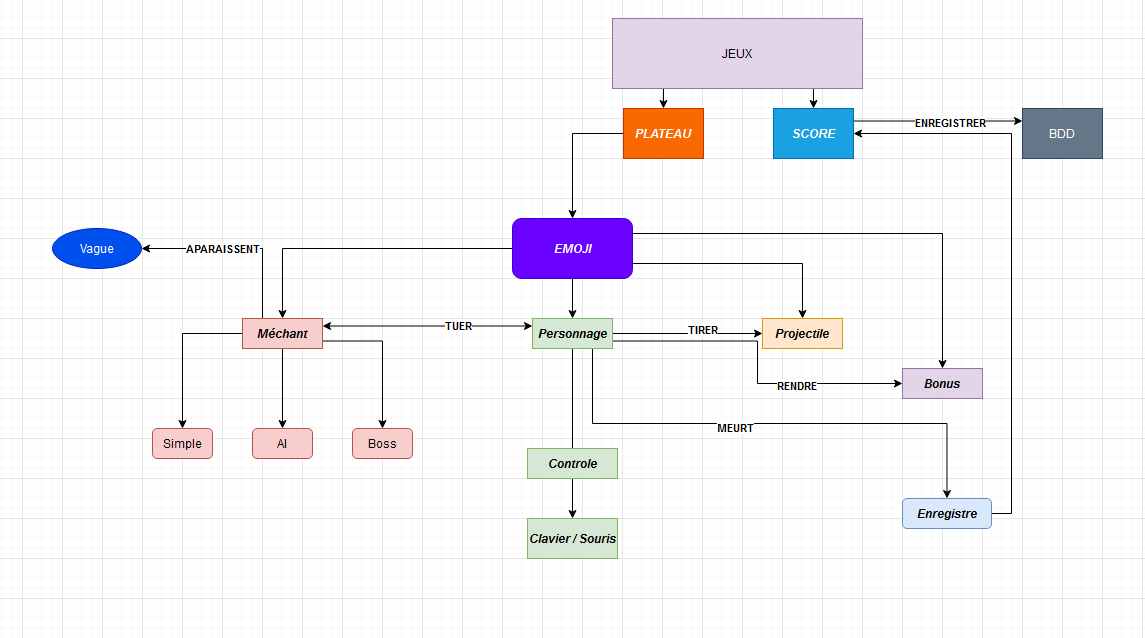 JEUX
PLATEAU
SCORE
ENREGISTRER
BDD
Vague
APARAISSENT
EMOJI
Méchant
TUER
Personnage
TIRER
Projectile
RENDRE
Bonus
MEURT
Simple
AI
Boss
Controle
Enregistre
Clavier / Souris